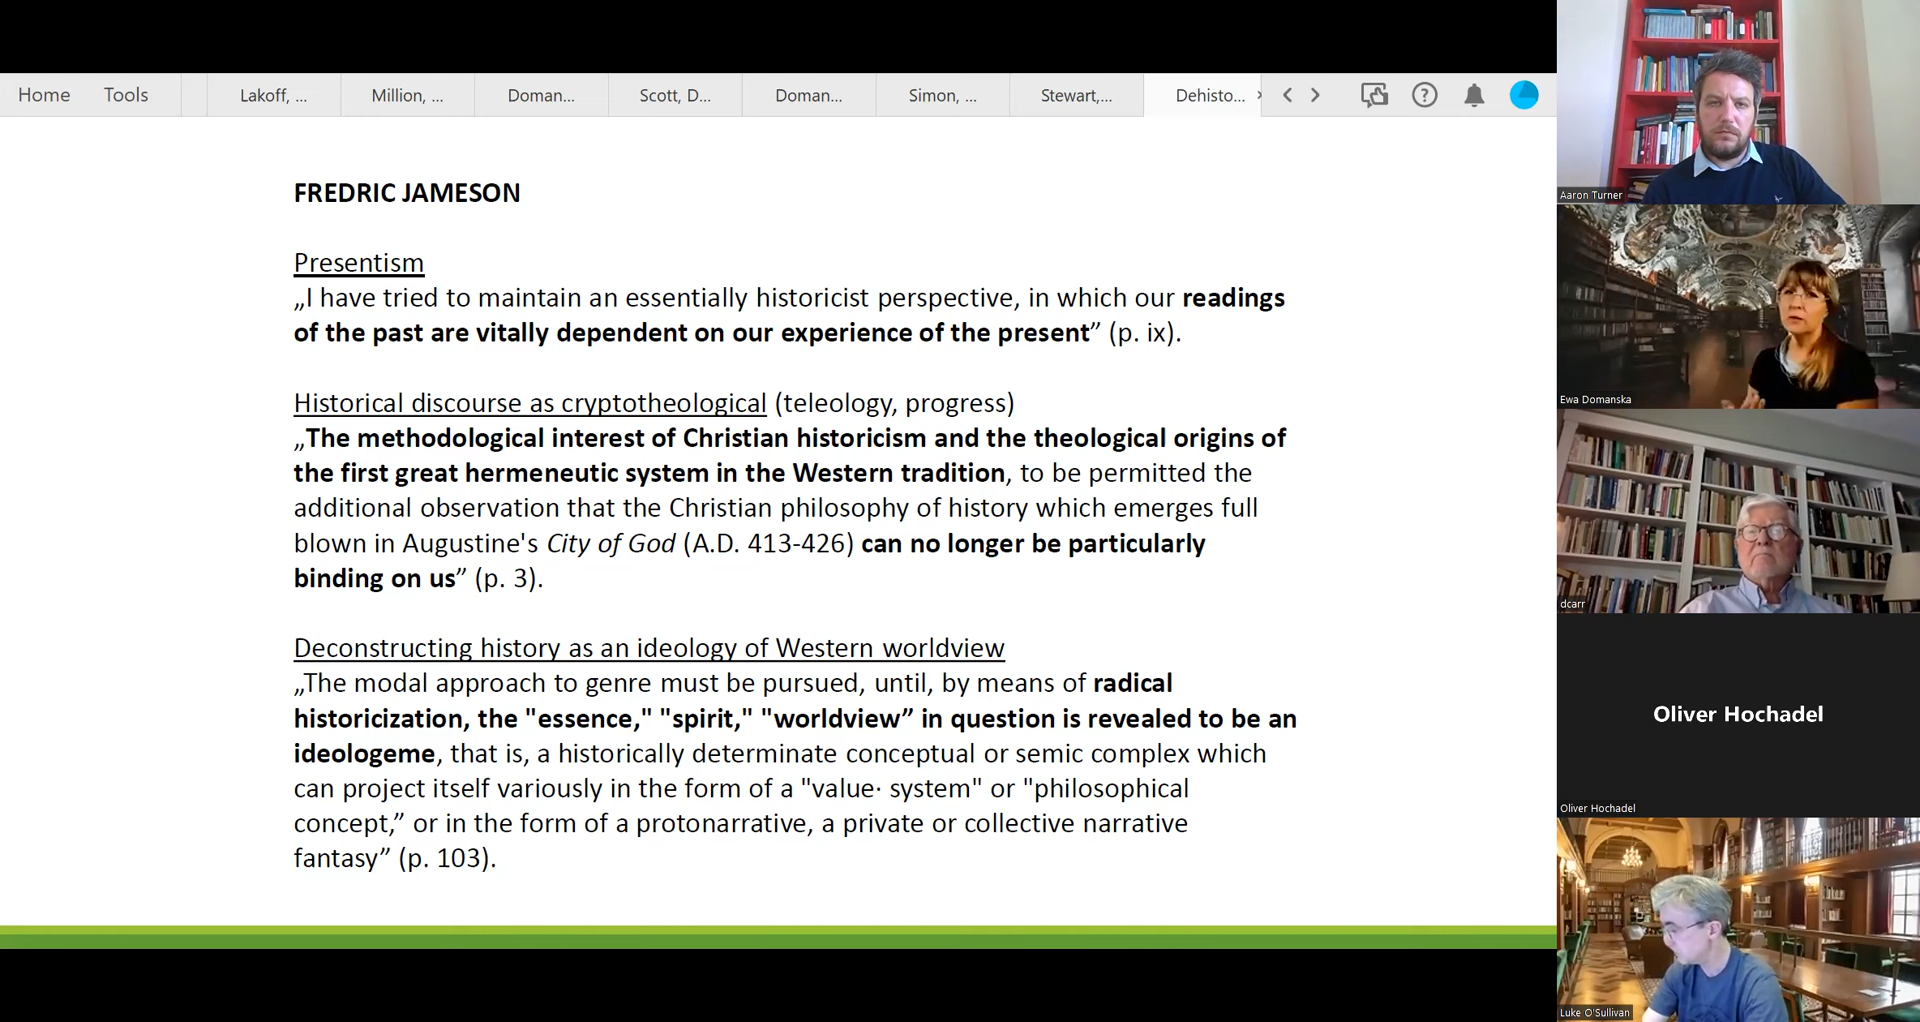 Home Tools Lakoff, ... Million, ... Doman... Scott, D... Doman... Simon, ... Stewart,... Dehisto...
FREDRIC JAMESON
Presentism
„I have tried to maintain an essentially historicist perspective, in which our readings
of the past are vitally dependent on our experience of the present” (p. ix).
Historical discourse as cryptotheological (teleology, progress)
„The methodological interest of Christian historicism and the theological origins of
the first great hermeneutic system in the Western tradition, to be permitted the
additional observation that the Christian philosophy of history which emerges full
blown in Augustine's City of God (A.D. 413-426) can no longer be particularly
binding on us” (p. 3).
Deconstructing history as an ideology of Western worldview
„The modal approach to genre must be pursued, until, by means of radical
historicization, the "essence," "spirit," "worldview” in question is revealed to be an
ideologeme, that is, a historically determinate conceptual or semic complex which
can project itself variously in the form of a "value· system" or "philosophical
concept,” or in the form of a protonarrative, a private or collective narrative
fantasy” (p. 103).
Aaron Turner
Ewa Domanska
dcarr
Oliver Hochadel
Oliver Hochadel
Luke O'Sullivan